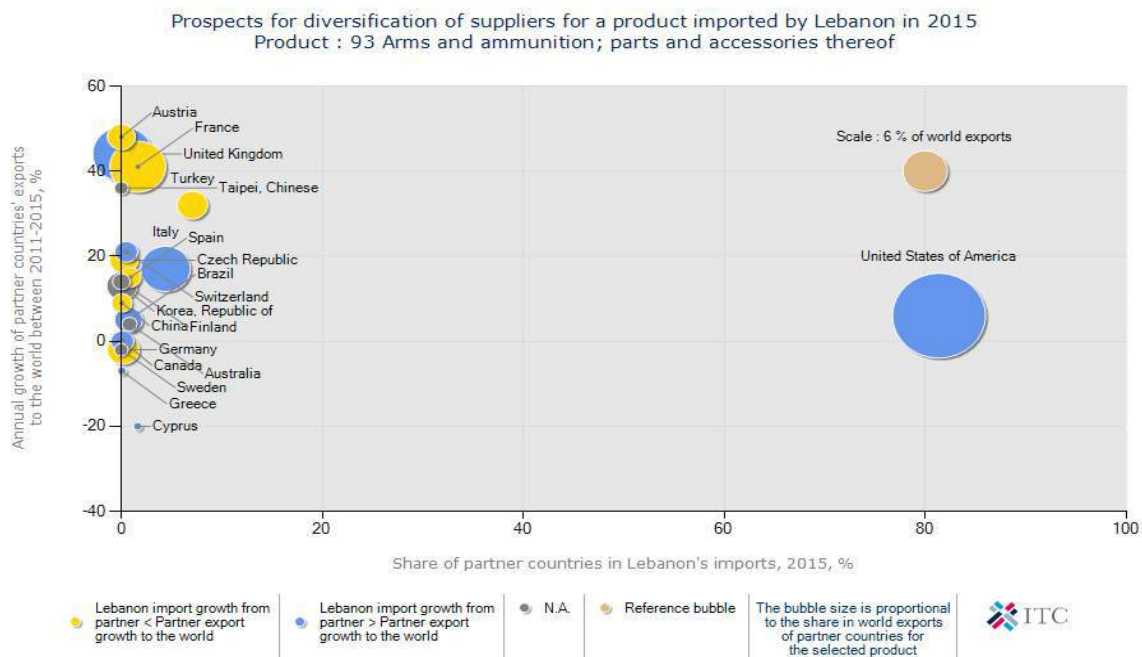 Prospects for diversification of suppliers for a product imported by Lebanon in 2015
Product : 93 Arms and ammunition; parts and accessories thereof
Annual growth of partner countries' exports
to the world between 2011-2015, %
60
40
20
0
-20
-40
Austria
France
United Kingdom
Turkey
Taipei, Chinese
Italy
Spain
Czech Republic
Brazil
Switzerland
Korea, Republic of
China
Finland
Germany
Canada
Australia
Sweden
Greece
Cyprus
Scale : 6 % of world exports
United States of America
0
20
40
60
80
100
Share of partner countries in Lebanon's imports, 2015, %
Lebanon import growth from
partner < Partner export
growth to the world
Lebanon import growth from
partner > Partner export
growth to the world
N.A.
Reference bubble
The bubble size is proportional
to the share in world exports
of partner countries for
the selected product
ITC